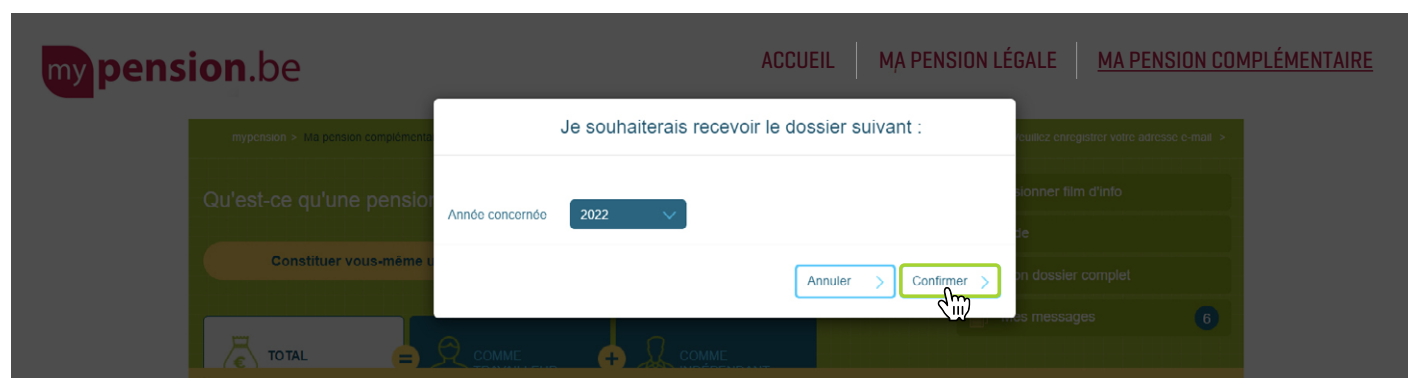 mypension.be
ACCUEIL
MA PENSION LÉGALE
MA PENSION COMPLÉMENTAIRE
Je souhaiterais recevoir le dossier suivant :
mypension > Ma pension complémenta
euillez enregistrer votre adresse e-mail >
Qu'est-ce qu'une pension
sionner film d'info
Année concernée
2022
de
Constituer vous-même u
on dossier complet
Annuler >
Confirmer >
Mes messages
6
€
TOTAL
=
COMME
+
COMME